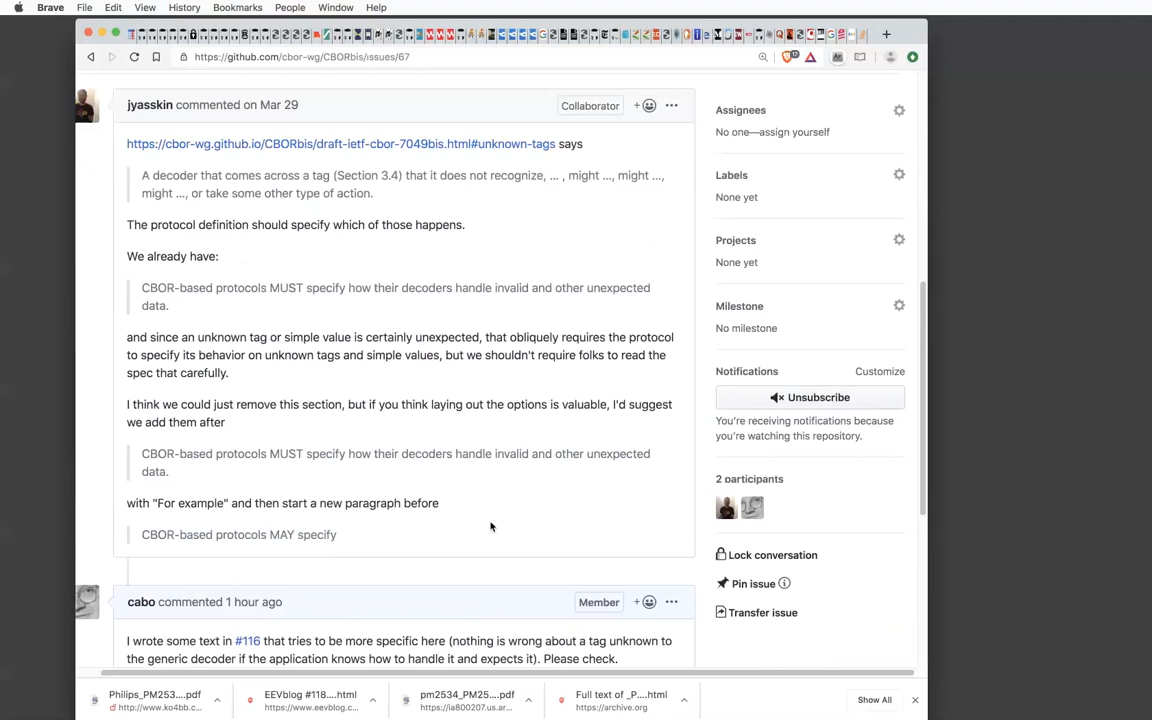 Brave File Edit View History Bookmarks People Window Help
https://github.com/cbor-wg/CBORbis/issues/67
jyasskin commented on Mar 29
Collaborator
https://cbor-wg.github.io/CBORbis/draft-ietf-cbor-7049bis.html#unknown-tags says
A decoder that comes across a tag (Section 3.4) that it does not recognize, ... , might ..., might ...,
might ..., or take some other type of action.
The protocol definition should specify which of those happens.
We already have:
CBOR-based protocols MUST specify how their decoders handle invalid and other unexpected
data.
and since an unknown tag or simple value is certainly unexpected, that obliquely requires the protocol
to specify its behavior on unknown tags and simple values, but we shouldn't require folks to read the
spec that carefully.
I think we could just remove this section, but if you think laying out the options is valuable, I'd suggest
we add them after
CBOR-based protocols MUST specify how their decoders handle invalid and other unexpected
data.
with "For example" and then start a new paragraph before
CBOR-based protocols MAY specify
cabo commented 1 hour ago
Member
I wrote some text in #116 that tries to be more specific here (nothing is wrong about a tag unknown to
the generic decoder if the application knows how to handle it and expects it). Please check.
Assignees
No one—assign yourself
Labels
None yet
Projects
None yet
Milestone
No milestone
Notifications Customize
Unsubscribe
You're receiving notifications because
you're watching this repository.
2 participants
Lock conversation
Pin issue
Transfer issue
Philips_PM253....pdf
http://www.ko4bb.c...
EEVblog #118....html
https://www.eevblog.c...
pm2534_PM25....pdf
https://ia800207.us.ar...
Full text of _P....html
https://archive.org
Show All